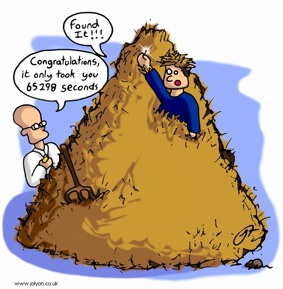 Found
It!!!
Congratulations,
it only took you
65298 seconds
www.jolyon.co.uk